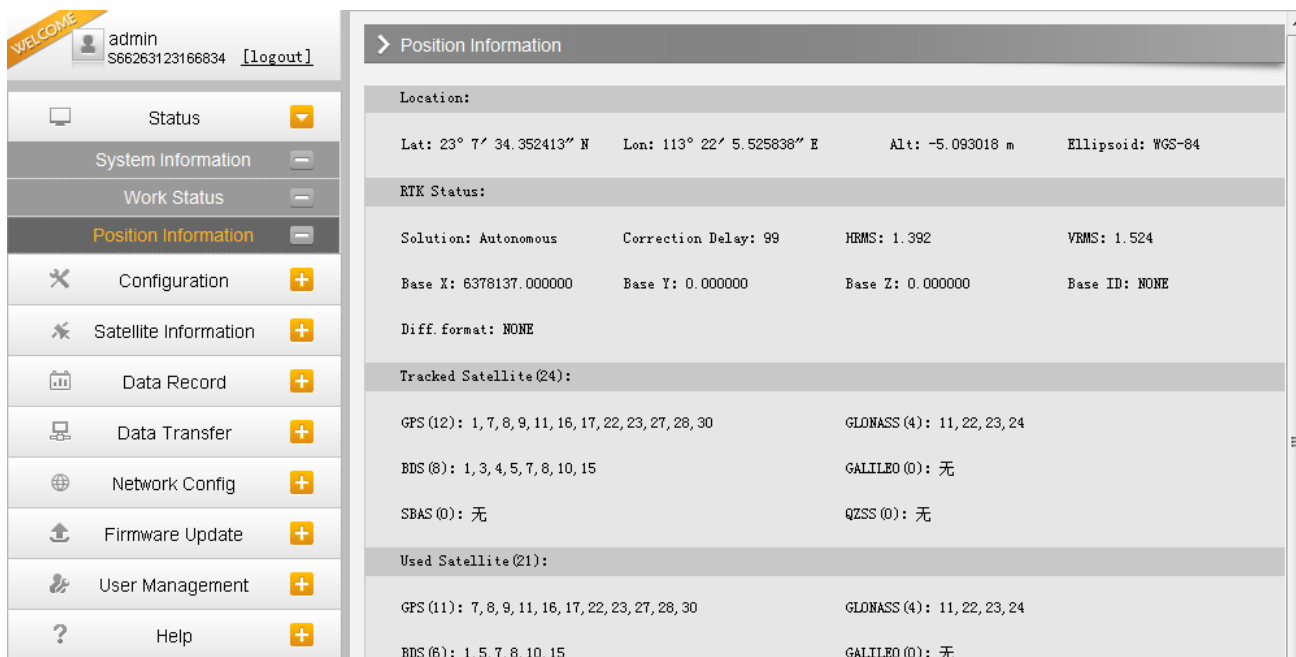 WELCOME
admin
S66263123166834 [logout]
Status
System Information
Work Status
Position Information
Configuration
Satellite Information
Data Record
Data Transfer
Network Config
Firmware Update
User Management
? Help
Position Information
Location:
Lat: 23° 7′ 34.352413″ N Lon: 113° 22′ 5.525838″ E Alt: -5.093018 m Ellipsoid: WGS-84
RTK Status:
Solution: Autonomous Correction Delay: 99 HRMS: 1.392 VRMS: 1.524
Base X: 6378137.000000 Base Y: 0.000000 Base Z: 0.000000 Base ID: NONE
Diff.format: NONE
Tracked Satellite(24):
GPS(12): 1,7,8,9,11,16,17,22,23,27,28,30 GLONASS(4): 11,22,23,24
BDS(8): 1,3,4,5,7,8,10,15 GALILEO(0): 无
SBAS(0): 无 QZSS(0): 无
Used Satellite(21):
GPS(11): 7,8,9,11,16,17,22,23,27,28,30 GLONASS(4): 11,22,23,24
BDS(6): 1,5,7,8,10,15 GALILEO(0): 无